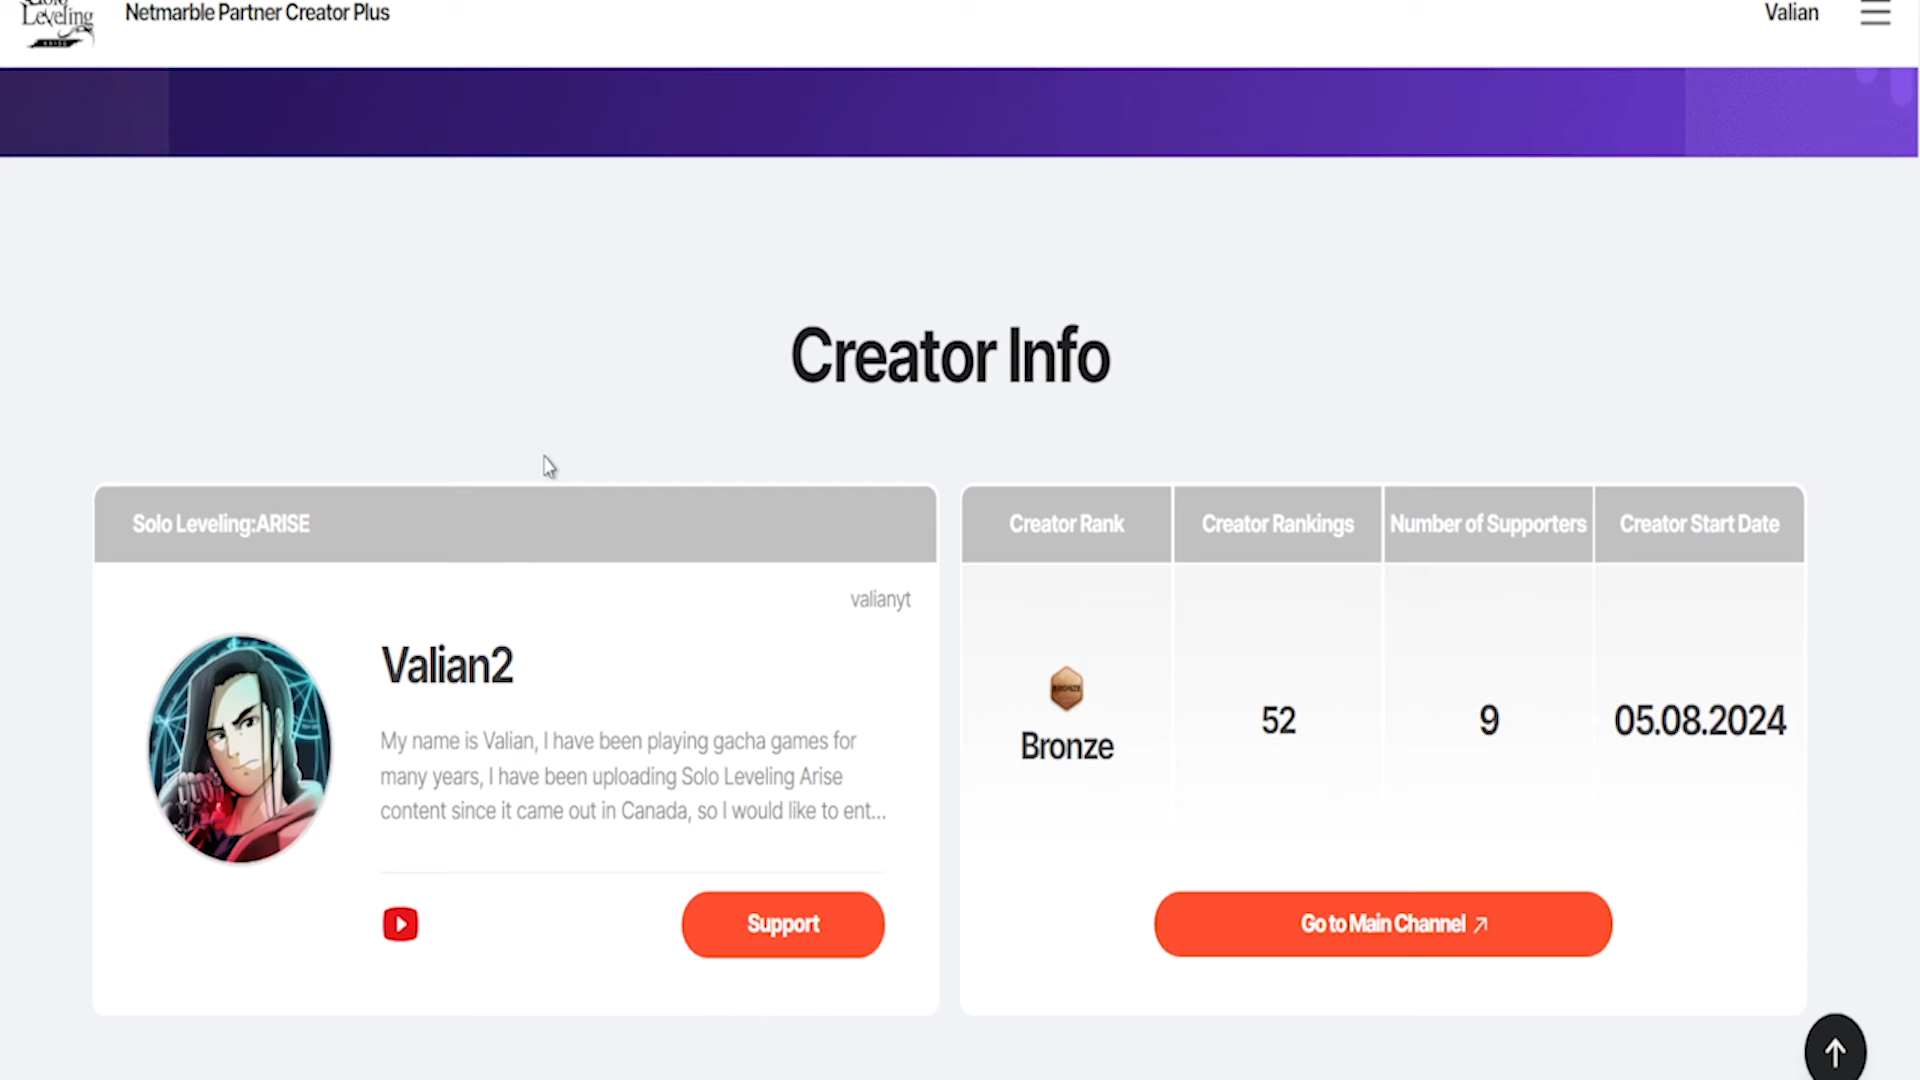 Leveling
Netmarble Partner Creator Plus
Valian
Creator Info
Solo Leveling:ARISE
valianyt
Valian2
My name is Valian, I have been playing gacha games for
many years, I have been uploading Solo Leveling Arise
content since it came out in Canada, so I would like to ent...
Support
Creator Rank
Creator Rankings
Number of Supporters
Creator Start Date
BRONZE
Bronze
52
9
05.08.2024
Go to Main Channel